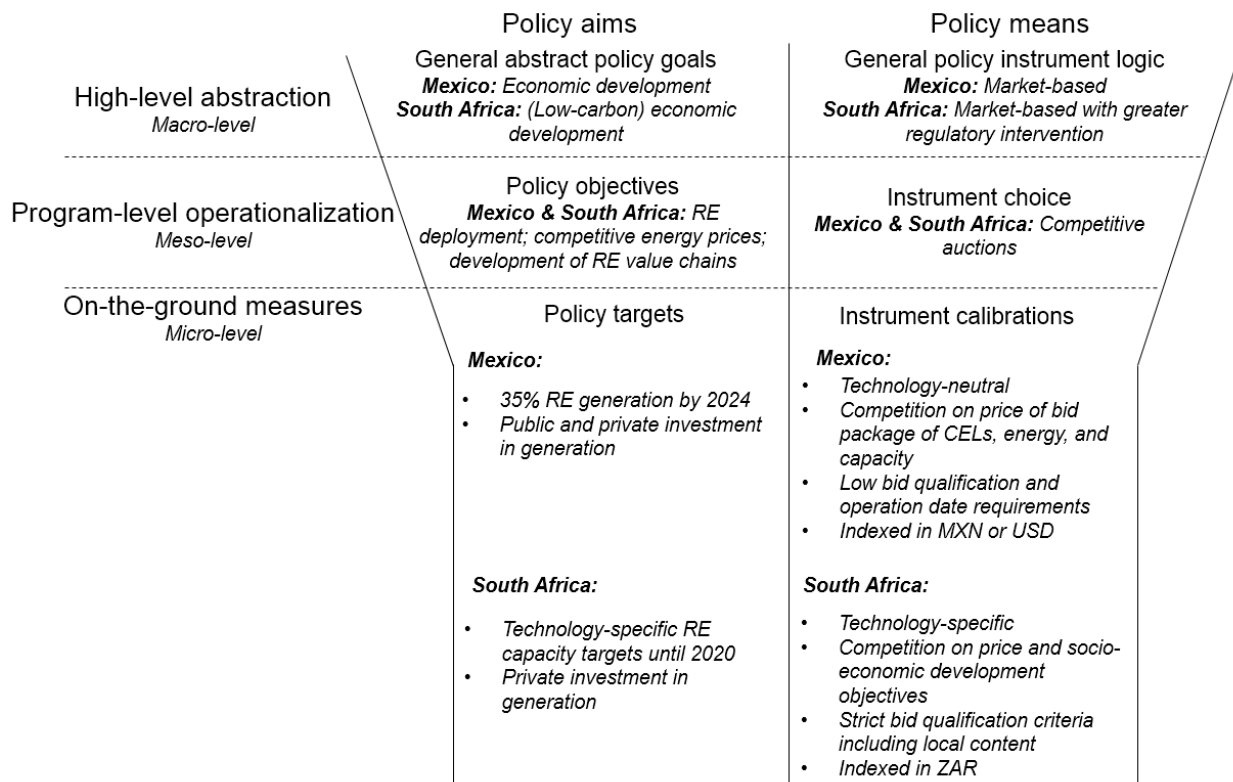 Policy aims
Policy means
High-level abstraction
Macro-level
General abstract policy goals
Mexico: Economic development
South Africa: (Low-carbon) economic
development
General policy instrument logic
Mexico: Market-based
South Africa: Market-based with greater
regulatory intervention
Program-level operationalization
Meso-level
Policy objectives
Mexico & South Africa: RE
deployment; competitive energy prices;
development of RE value chains
Instrument choice
Mexico & South Africa: Competitive
auctions
On-the-ground measures
Micro-level
Policy targets
Mexico:
• 35% RE generation by 2024
• Public and private investment
in generation
South Africa:
• Technology-specific RE
capacity targets until 2020
• Private investment in
generation
Instrument calibrations
Mexico:
• Technology-neutral
• Competition on price of bid
package of CELs, energy, and
capacity
• Low bid qualification and
operation date requirements
• Indexed in MXN or USD
South Africa:
• Technology-specific
• Competition on price and socio-
economic development
objectives
• Strict bid qualification criteria
including local content
• Indexed in ZAR